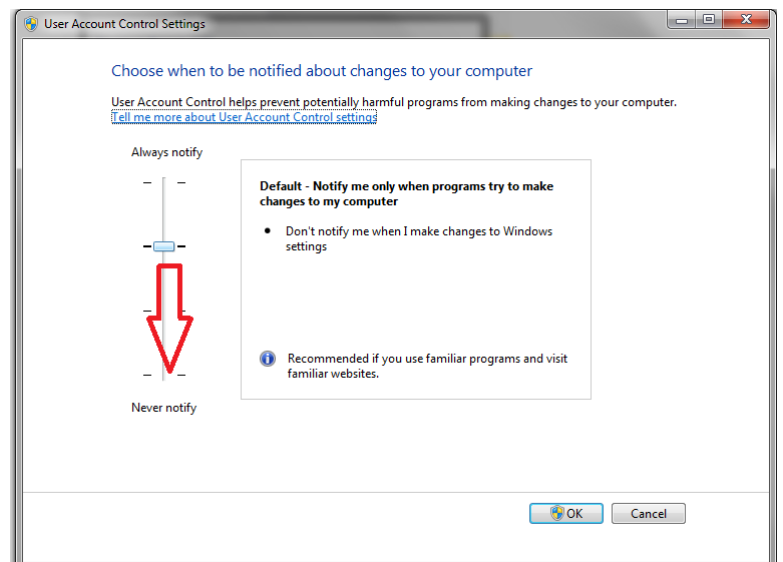 User Account Control Settings
Choose when to be notified about changes to your computer
User Account Control helps prevent potentially harmful programs from making changes to your computer.
Tell me more about User Account Control settings
Always notify
Default - Notify me only when programs try to make
changes to my computer
• Don't notify me when I make changes to Windows
settings
Recommended if you use familiar programs and visit
familiar websites.
Never notify
OK
Cancel